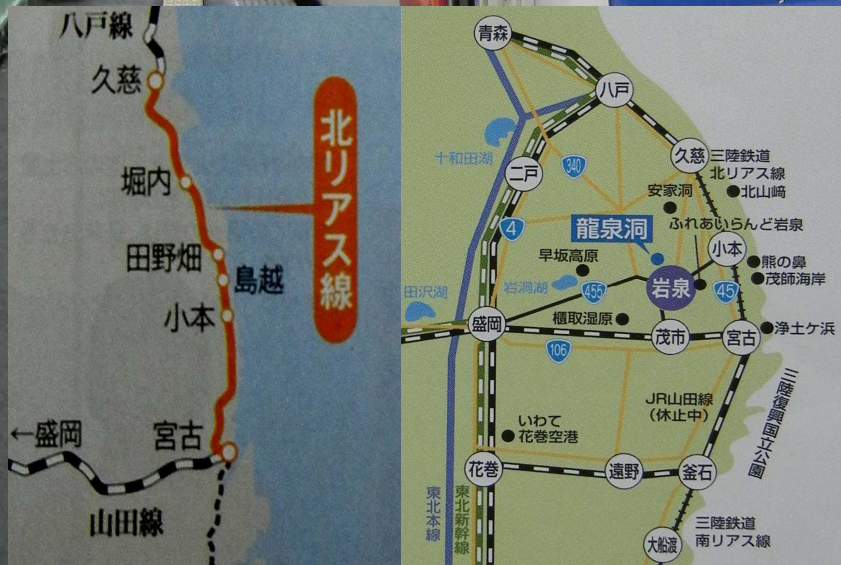 八戸線
久慈
堀内
田野畑
島越
小本
北リアス線
←盛岡
宮古
山田線
青森
八戸
十和田湖
340
久慈
三陸鉄道
北リアス線
二戸
安家洞
北山崎
ふれあいらんど岩泉
4
龍泉洞
小本
早坂高原
熊の鼻
茂師海岸
田沢湖
岩洞湖
455
岩泉
45
盛岡
櫃取湿原
茂市
宮古
浄土ケ浜
106
三陸復興国立公園
JR山田線
(休止中)
いわて
花巻空港
花巻
遠野
釜石
東北本線
東北新幹線
三陸鉄道
南リアス線
大船渡